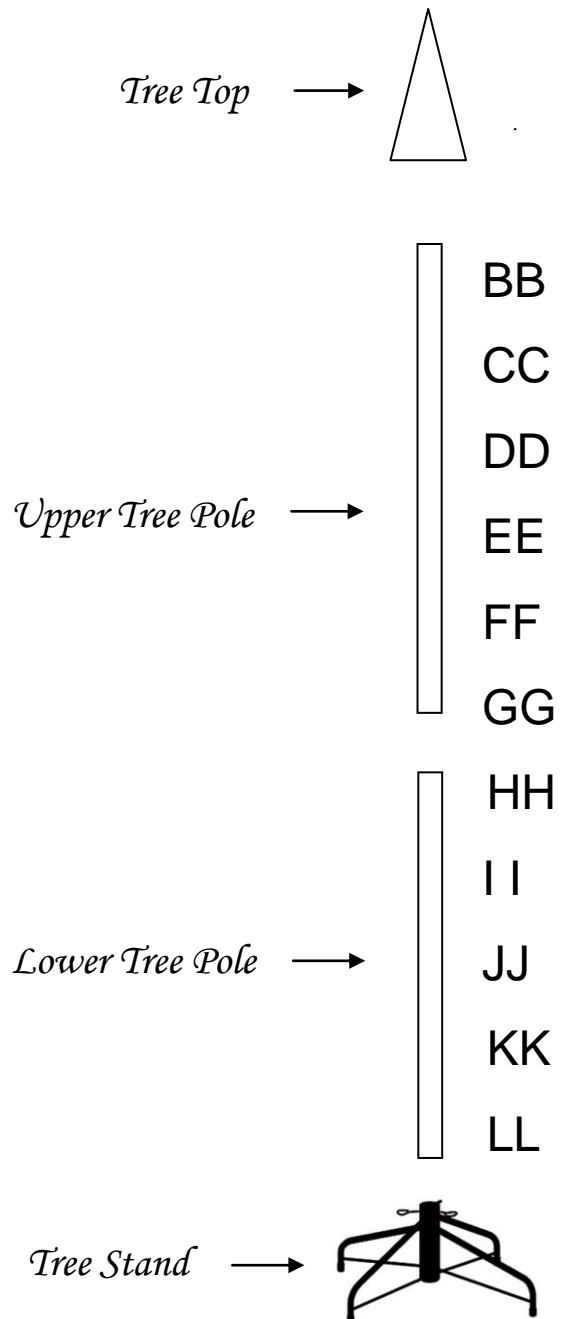 Tree Top
BB
CC
DD
Upper Tree Pole
EE
FF
GG
HH
I I
Lower Tree Pole
JJ
KK
LL
Tree Stand